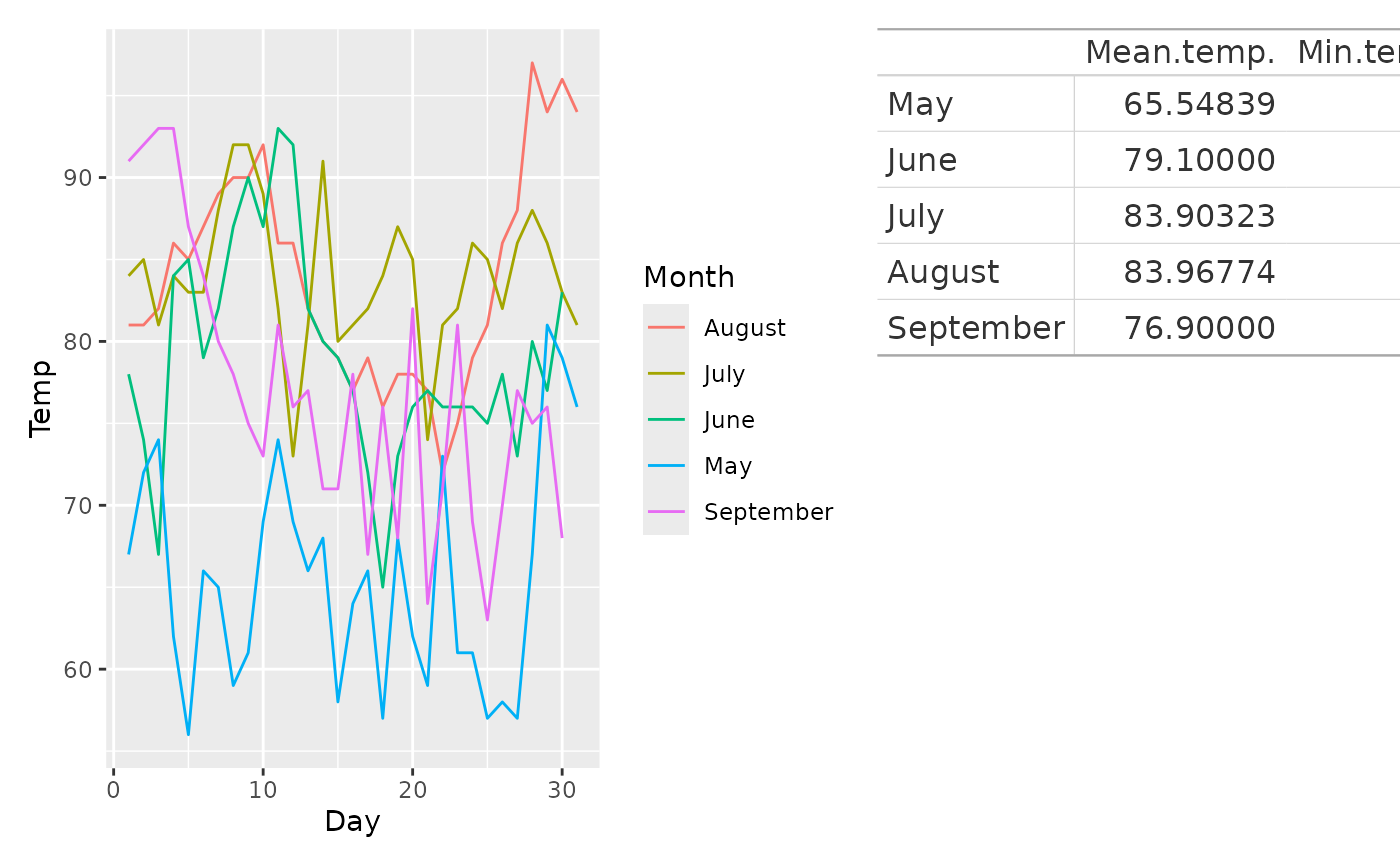 90
80
70
60
Temp
0 10 20 30
Day
Month
August
July
June
May
September
Mean.temp.
May 65.54839
June 79.10000
July 83.90323
August 83.96774
September 76.90000